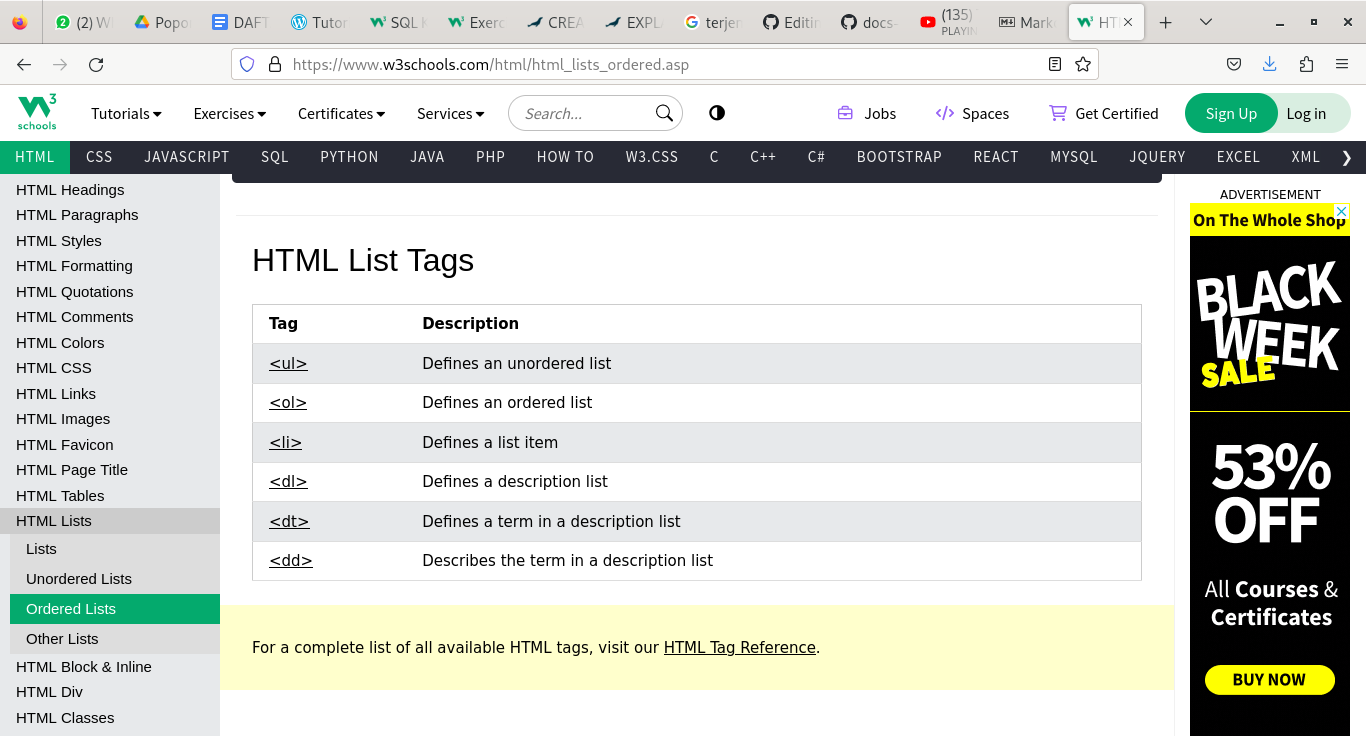 2 (2) W Popo DAFT Tutor SQL Exerc CREA EXPL terjem Editin docs- (135) Mark HT
PLAYIN
https://www.w3schools.com/html/html_lists_ordered.asp
3
schools
Tutorials Exercises Certificates Services Search... Jobs Spaces Get Certified Sign Up Log in
HTML CSS JAVASCRIPT SQL PYTHON JAVA PHP HOW TO W3.CSS C C++ C# BOOTSTRAP REACT MYSQL JQUERY EXCEL XML ❯
HTML Headings
HTML Paragraphs
HTML Styles
HTML Formatting
HTML Quotations
HTML Comments
HTML Colors
HTML CSS
HTML Links
HTML Images
HTML Favicon
HTML Page Title
HTML Tables
HTML Lists
Lists
Unordered Lists
Ordered Lists
Other Lists
HTML Block & Inline
HTML Div
HTML Classes
HTML List Tags
Tag Description
<ul> Defines an unordered list
<ol> Defines an ordered list
<li> Defines a list item
<dl> Defines a description list
<dt> Defines a term in a description list
<dd> Describes the term in a description list
For a complete list of all available HTML tags, visit our HTML Tag Reference.
ADVERTISEMENT
On The Whole Shop
BLACK
WEEK
SALE
53%
OFF
All Courses &
Certificates
BUY NOW